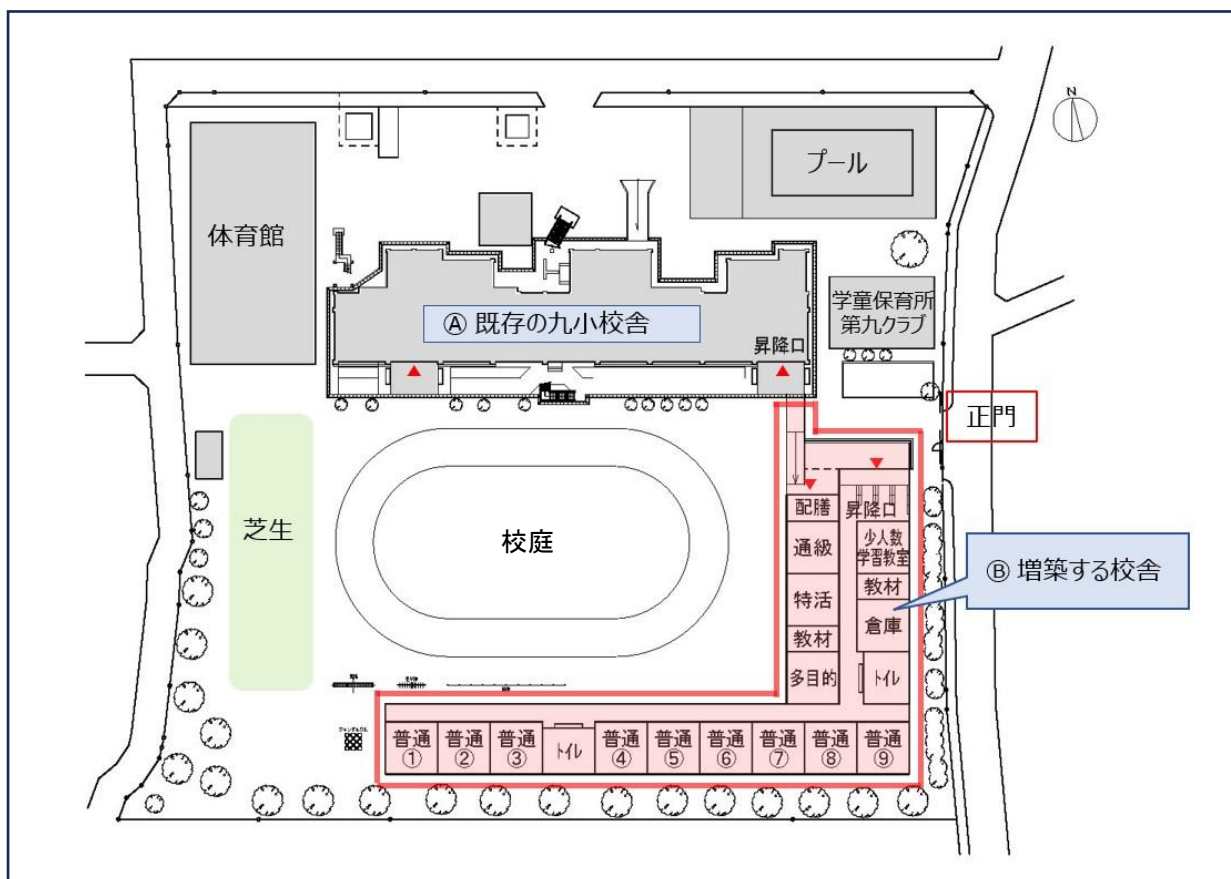 N
プール
体育館
学童保育所
第九クラブ
Ⓐ 既存の九小校舎
昇降口
正門
芝生
校庭
配膳
昇降口
通級
少人数
学習教室
Ⓑ 増築する校舎
教材
特活
倉庫
教材
多目的
トイレ
普通
①
普通
②
普通
③
トイレ
普通
④
普通
⑤
普通
⑥
普通
⑦
普通
⑧
普通
⑨